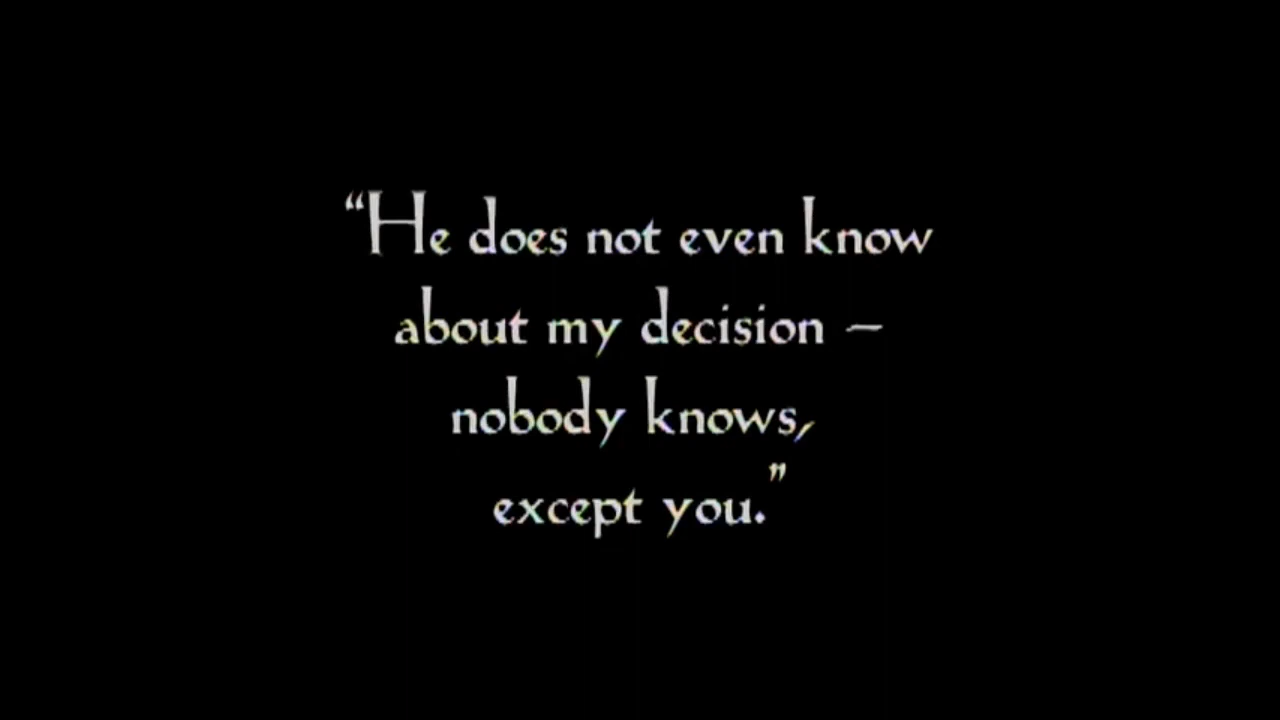 “He does not even know
about my decision –
nobody knows,
except you.”